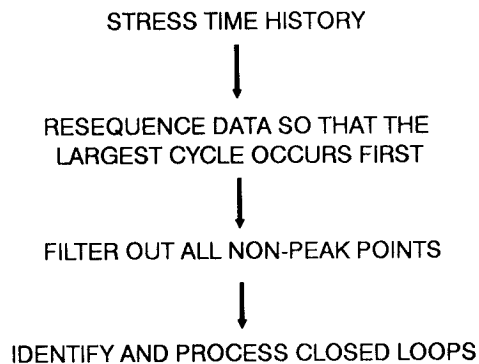 STRESS TIME HISTORY
RESEQUENCE DATA SO THAT THE
LARGEST CYCLE OCCURS FIRST
FILTER OUT ALL NON-PEAK POINTS
IDENTIFY AND PROCESS CLOSED LOOPS